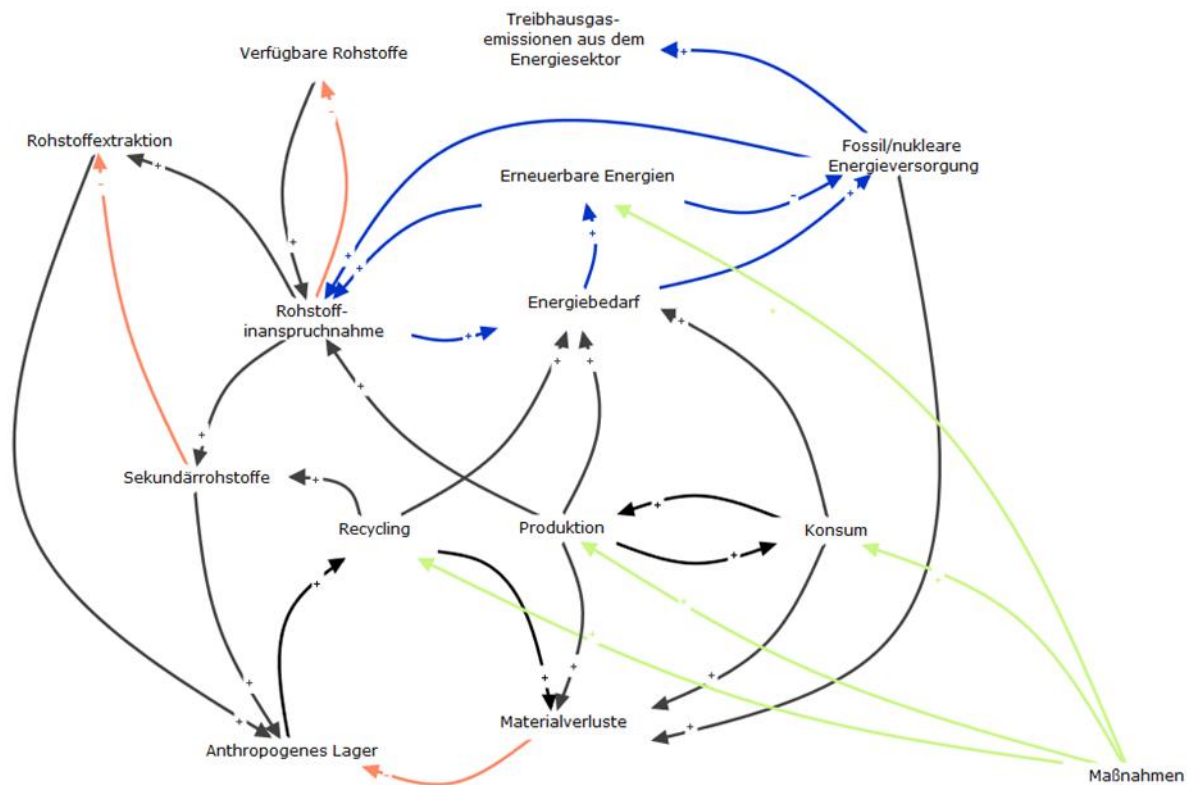 Treibhausgas-
emissionen aus dem
Energiesektor
Verfügbare Rohstoffe
Rohstoffextraktion
Fossil/nukleare
Energieversorgung
Erneuerbare Energien
Energiebedarf
Rohstoff-
inanspruchnahme
Sekundärrohstoffe
Recycling
Produktion
Konsum
Materialverluste
Anthropogenes Lager
Maßnahmen